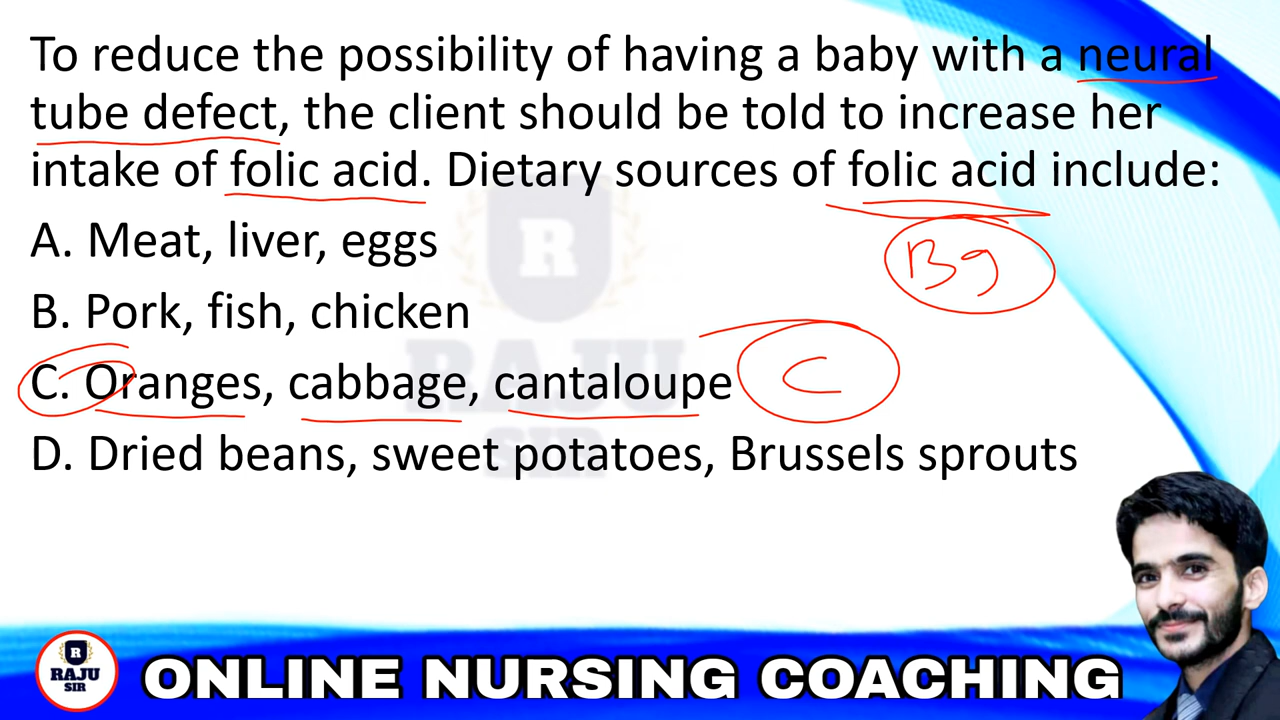 To reduce the possibility of having a baby with a neural
tube defect, the client should be told to increase her
intake of folic acid. Dietary sources of folic acid include:
A. Meat, liver, eggs
B9
B. Pork, fish, chicken
C. Oranges, cabbage, cantaloupe C
D. Dried beans, sweet potatoes, Brussels sprouts
R
RAJU
SIR
R
RAJU
SIR
ONLINE NURSING COACHING